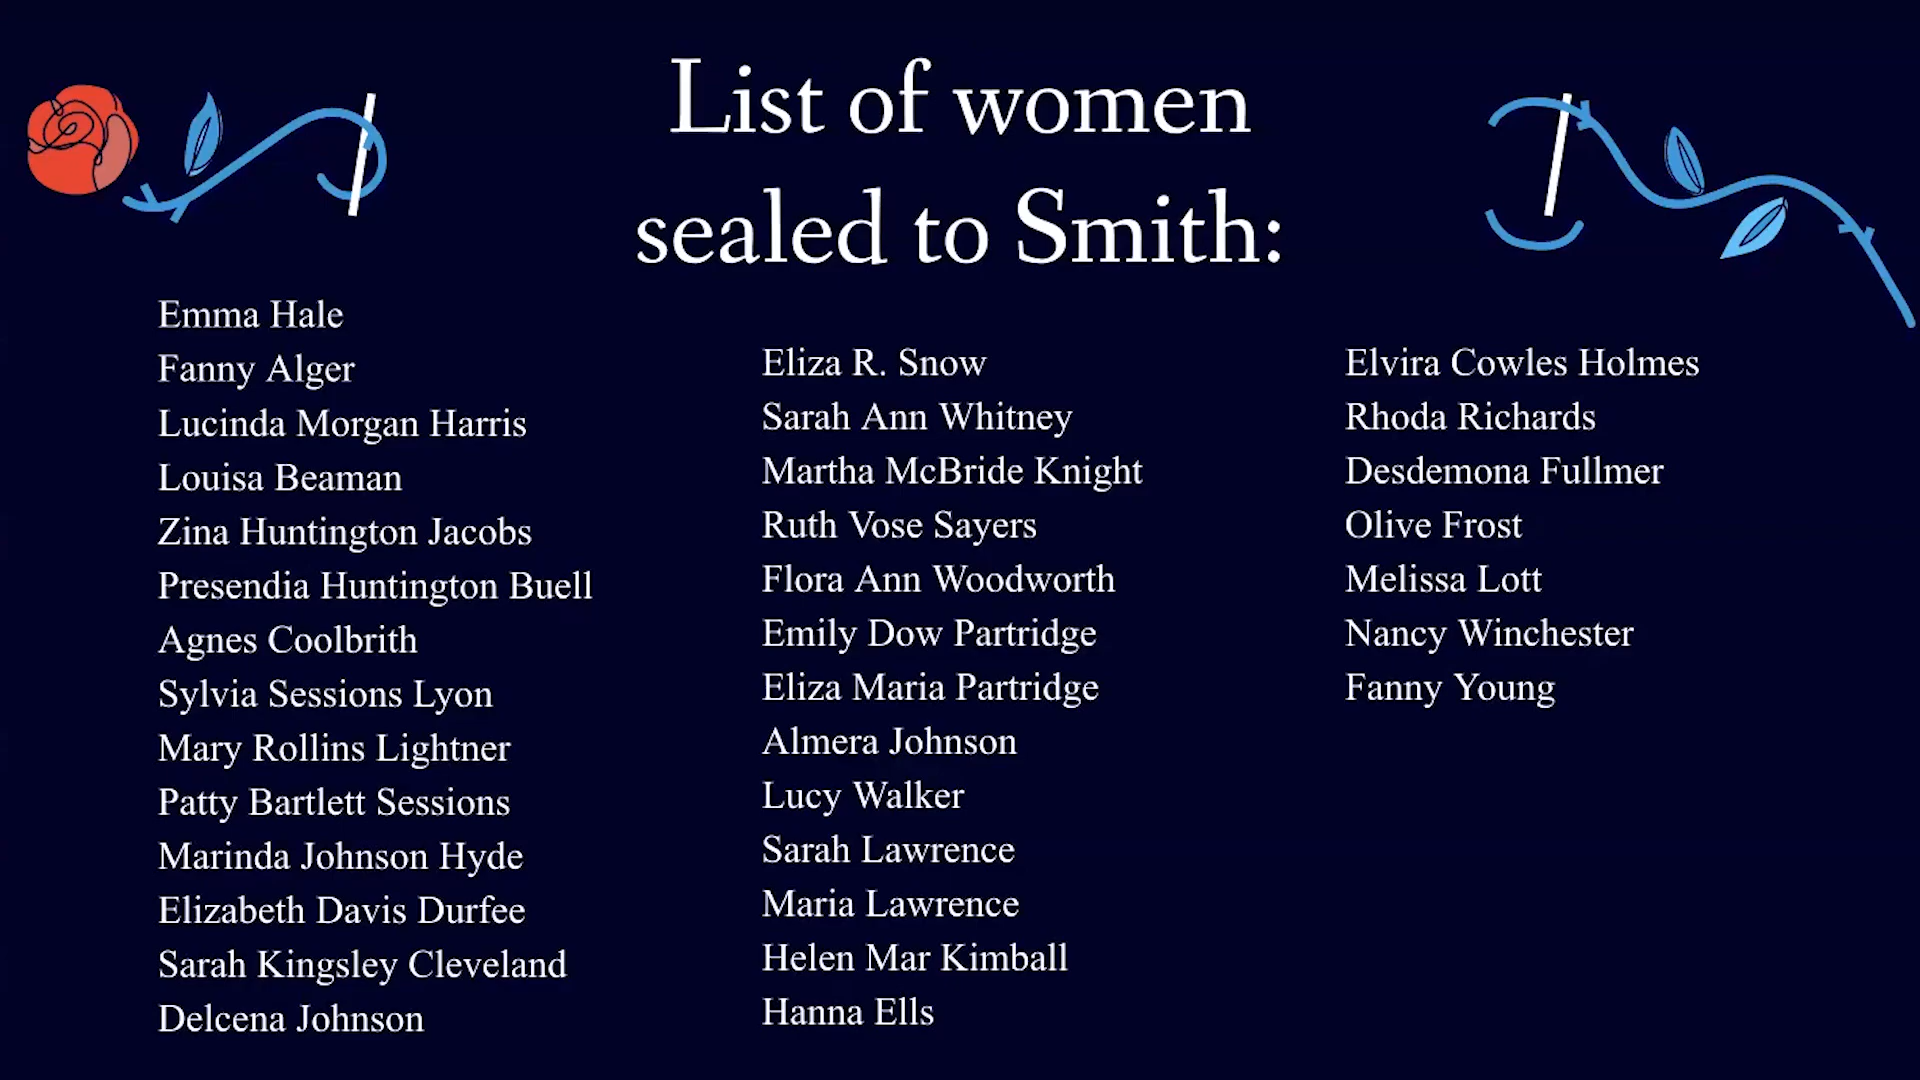 List of women
sealed to Smith:
Emma Hale
Fanny Alger
Lucinda Morgan Harris
Louisa Beaman
Zina Huntington Jacobs
Presendia Huntington Buell
Agnes Coolbrith
Sylvia Sessions Lyon
Mary Rollins Lightner
Patty Bartlett Sessions
Marinda Johnson Hyde
Elizabeth Davis Durfee
Sarah Kingsley Cleveland
Delcena Johnson
Eliza R. Snow
Sarah Ann Whitney
Martha McBride Knight
Ruth Vose Sayers
Flora Ann Woodworth
Emily Dow Partridge
Eliza Maria Partridge
Almera Johnson
Lucy Walker
Sarah Lawrence
Maria Lawrence
Helen Mar Kimball
Hanna Ells
Elvira Cowles Holmes
Rhoda Richards
Desdemona Fullmer
Olive Frost
Melissa Lott
Nancy Winchester
Fanny Young